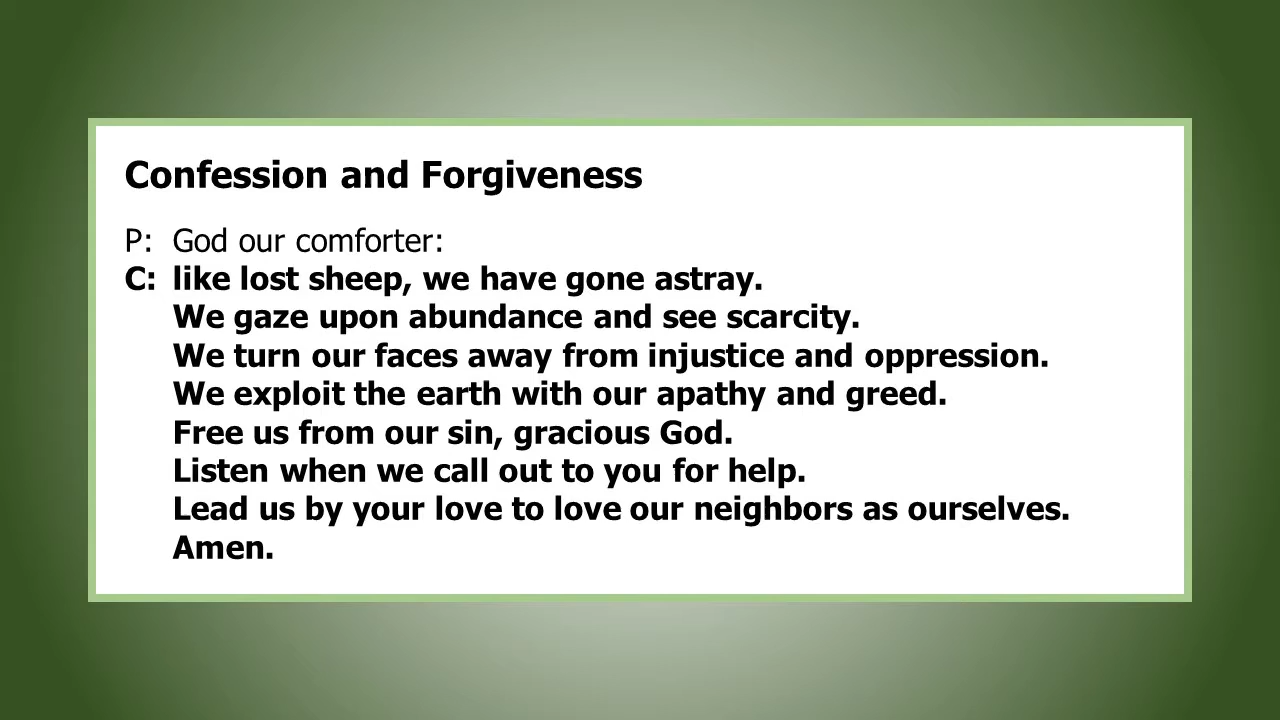 Confession and Forgiveness
P: God our comforter:
C: like lost sheep, we have gone astray.
We gaze upon abundance and see scarcity.
We turn our faces away from injustice and oppression.
We exploit the earth with our apathy and greed.
Free us from our sin, gracious God.
Listen when we call out to you for help.
Lead us by your love to love our neighbors as ourselves.
Amen.